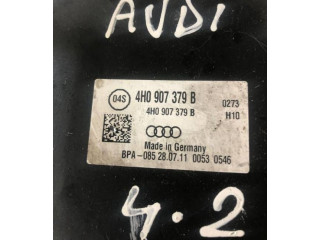 AUDI
04S 4H0 907 379 B 0273
4H0 907 379 B H10
Made in Germany
BPA-085 28.07.11 0053 0546
4.2